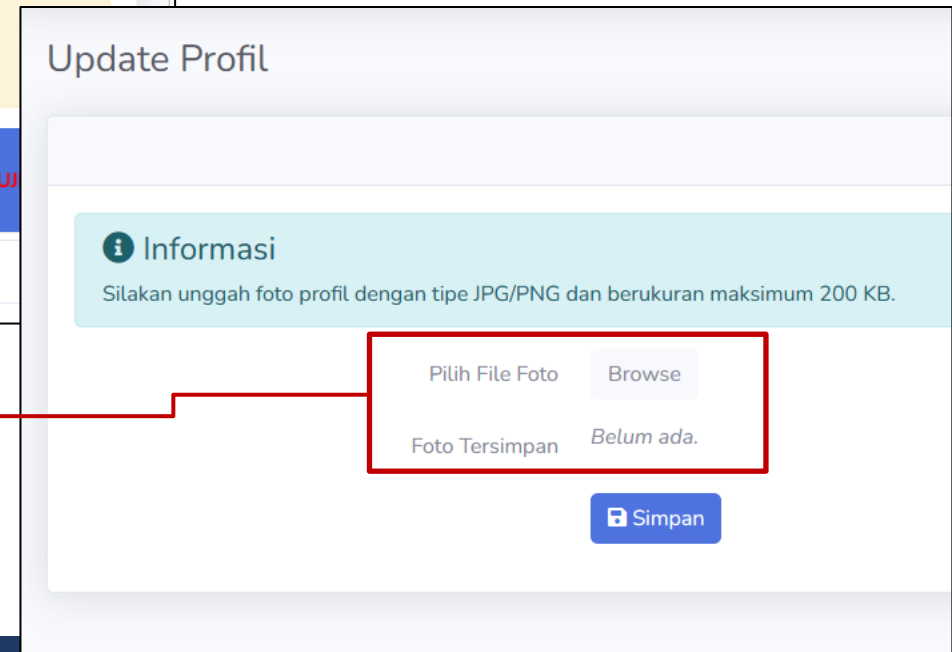 Update Profil
UJ
Informasi
Silakan unggah foto profil dengan tipe JPG/PNG dan berukuran maksimum 200 KB.
Pilih File Foto Browse
Foto Tersimpan Belum ada.
Simpan